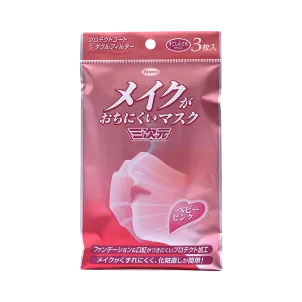 プロテクトコート
&ダブルフィルター
3枚入
Kowa
メイクが
おちにくいマスク
三次元
ベビー
ピンク
ファンデーションや口紅がつきにくいプロテクト加工
メイクがくずれにくく、化粧直しが簡単!